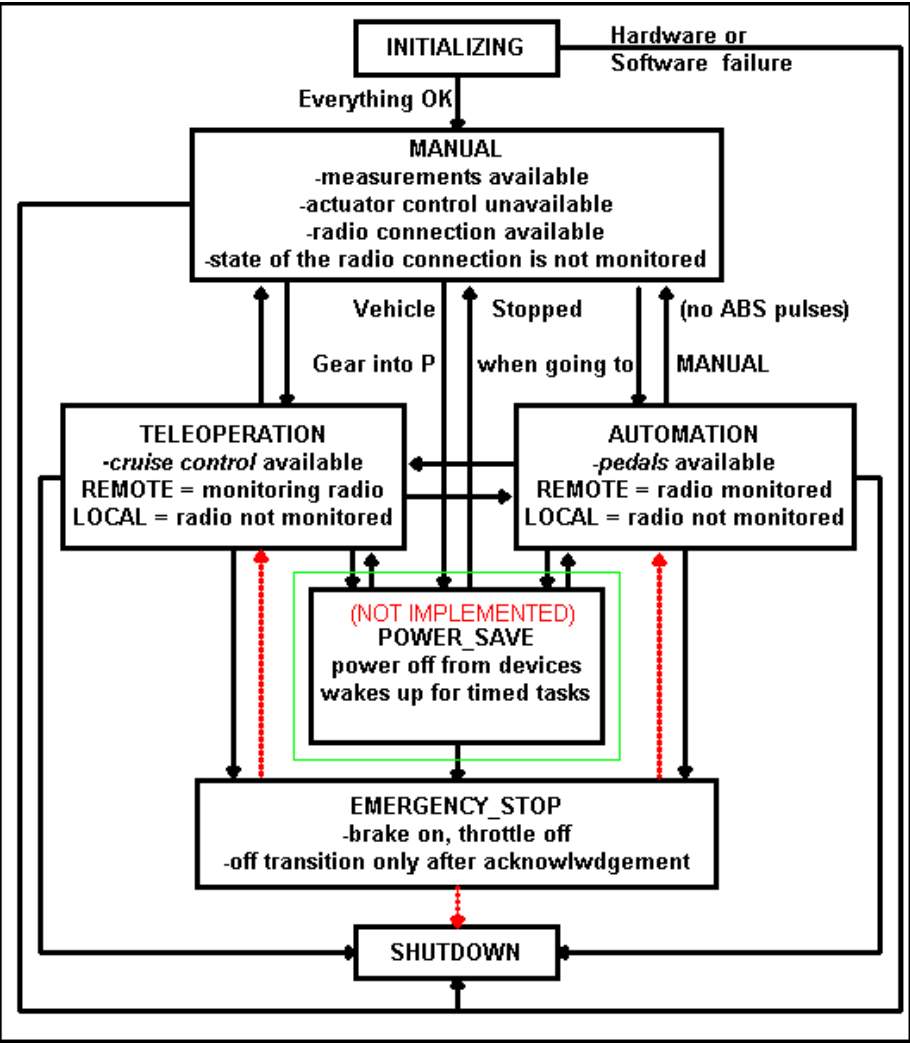 INITIALIZING
Hardware or
Software failure
Everything OK
MANUAL
-measurements available
-actuator control unavailable
-radio connection available
-state of the radio connection is not monitored
Vehicle Stopped (no ABS pulses)
Gear into P when going to MANUAL
TELEOPERATION
-cruise control available
REMOTE = monitoring radio
LOCAL = radio not monitored
AUTOMATION
-pedals available
REMOTE = radio monitored
LOCAL = radio not monitored
(NOT IMPLEMENTED)
POWER_SAVE
power off from devices
wakes up for timed tasks
EMERGENCY_STOP
-brake on, throttle off
-off transition only after acknowlwdgement
SHUTDOWN